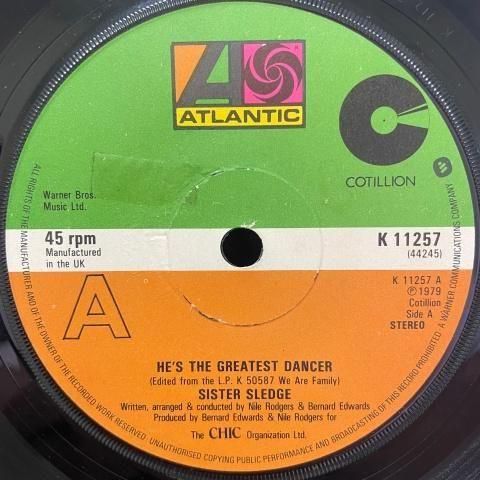 ATLANTIC
COTILLION
Warner Bros.
Music Ltd.
45 rpm
Manufactured
in the UK
K 11257
(44245)
A
K 11257 A
℗ 1979
Cotillion
Side A
STEREO
HE'S THE GREATEST DANCER
(Edited from the L.P. K 50587 We Are Family)
SISTER SLEDGE
Written, arranged & conducted by Nile Rodgers & Bernard Edwards
Produced by Bernard Edwards & Nile Rodgers for
The CHIC Organization Ltd.
ALL RIGHTS OF THE MANUFACTURER AND OF THE OWNER OF THE RECORDED WORK RESERVED. UNAUTHORISED COPYING PUBLIC PERFORMANCE AND BROADCASTING OF THIS RECORD PROHIBITED. A WARNER COMMUNICATIONS COMPANY